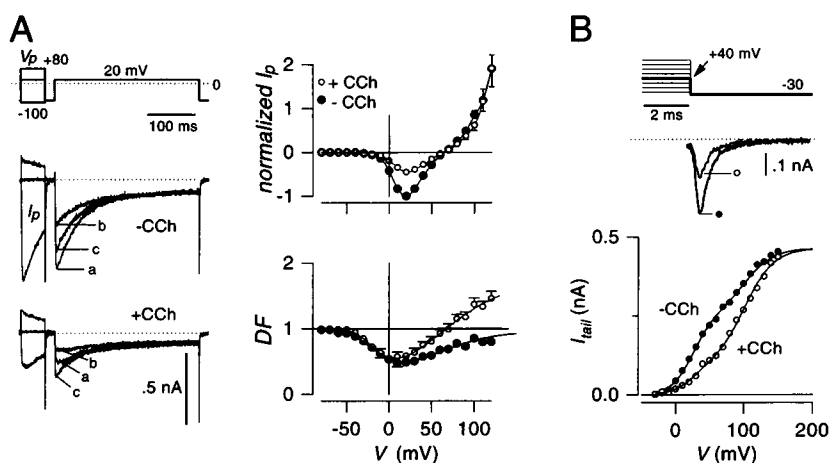 A
Vp
+80
20 mV
0
-100
100 ms
Ip
b
c
a
-CCh
+CCh
b
a
c
.5 nA
normalized Ip
2
1
0
-1
+ CCh
- CCh
DF
2
1
0
-50
0
50
100
V (mV)
B
+40 mV
-30
2 ms
.1 nA
Itail (nA)
0.5
0.0
-CCh
+CCh
0
100
200
V (mV)